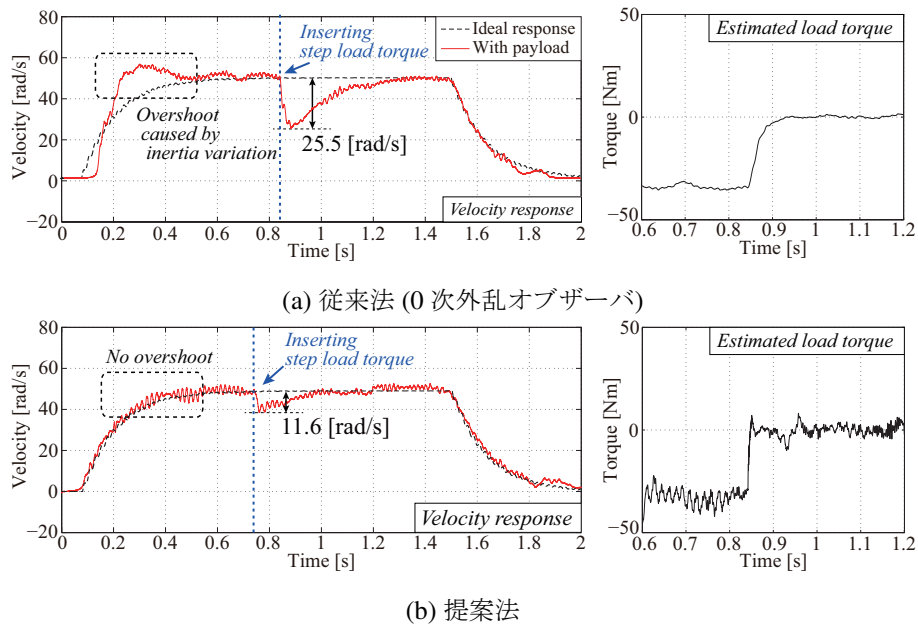 Velocity [rad/s]
80
60
40
20
0
−20
Ideal response
With payload
Inserting
step load torque
Overshoot
caused by
inertia variation
25.5 [rad/s]
Velocity response
0 0.2 0.4 0.6 0.8 1 1.2 1.4 1.6 1.8 2
Time [s]
Torque [Nm]
50
0
−50
Estimated load torque
0.6 0.7 0.8 0.9 1 1.1 1.2
Time [s]
(a) 従来法 (0 次外乱オブザーバ)
Velocity [rad/s]
80
60
40
20
0
−20
No overshoot
Inserting
step load torque
11.6 [rad/s]
Velocity response
0 0.2 0.4 0.6 0.8 1 1.2 1.4 1.6 1.8 2
Time [s]
Torque [Nm]
50
0
−50
Estimated load torque
0.6 0.7 0.8 0.9 1 1.1 1.2
Time [s]
(b) 提案法